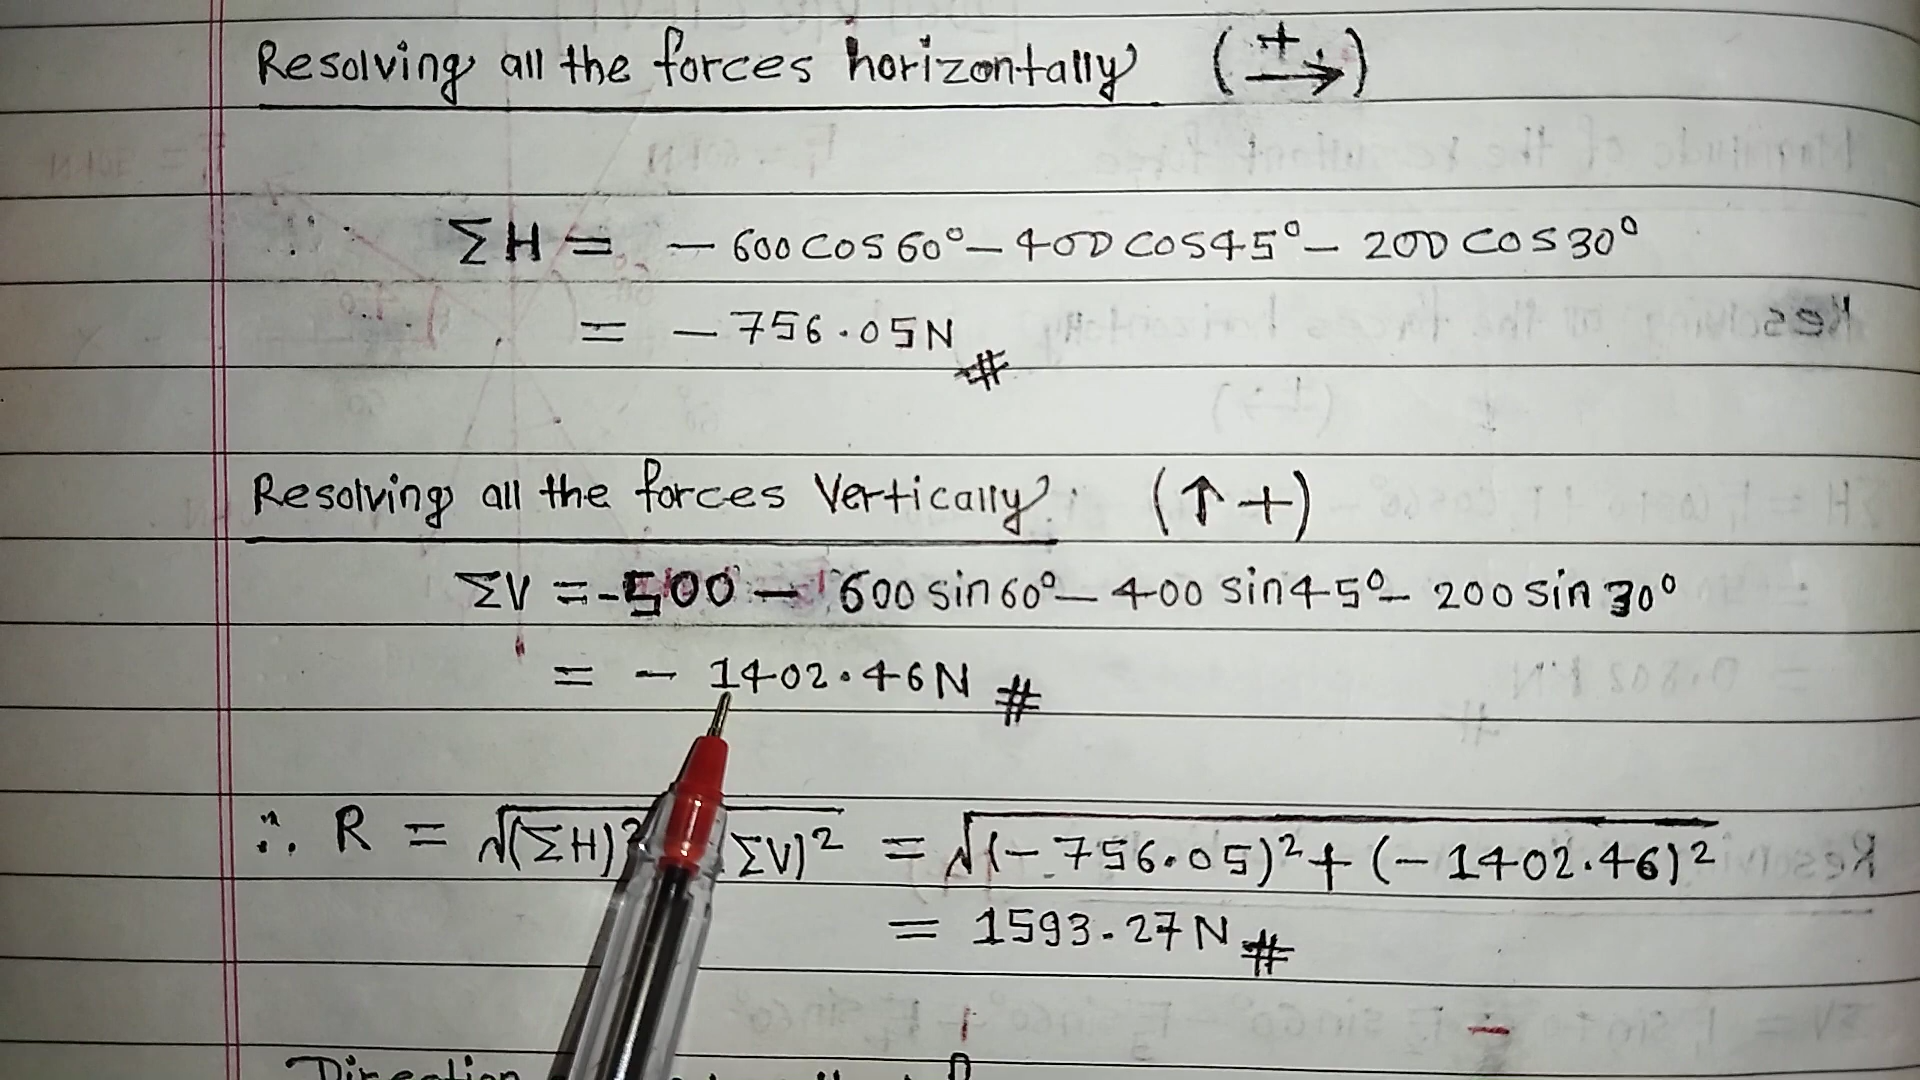 Resolving all the forces horizontally (+→)
∴ ΣH = - 600 cos 60° - 400 cos 45° - 200 cos 30°
= - 756.05 N #
Resolving all the forces Vertically (↑+)
ΣV = -500 - 600 sin 60° - 400 sin 45° - 200 sin 30°
= - 1402.46 N #
∴ R = √(ΣH)² (ΣV)² = √(-756.05)² + (-1402.46)²
= 1593.27 N #
Direction